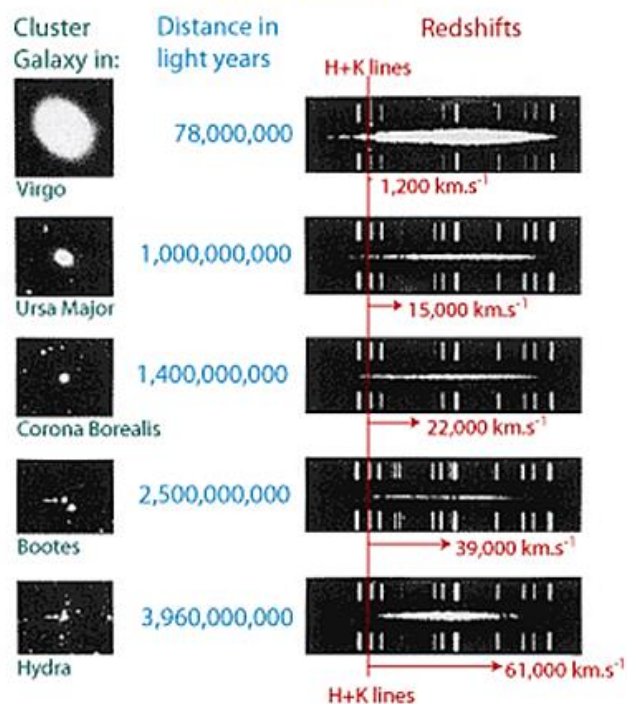 Cluster
Galaxy in:
Distance in
light years
Redshifts
H+K lines
78,000,000
1,200 km.s⁻¹
Virgo
1,000,000,000
15,000 km.s⁻¹
Ursa Major
1,400,000,000
22,000 km.s⁻¹
Corona Borealis
2,500,000,000
39,000 km.s⁻¹
Bootes
3,960,000,000
61,000 km.s⁻¹
Hydra
H+K lines